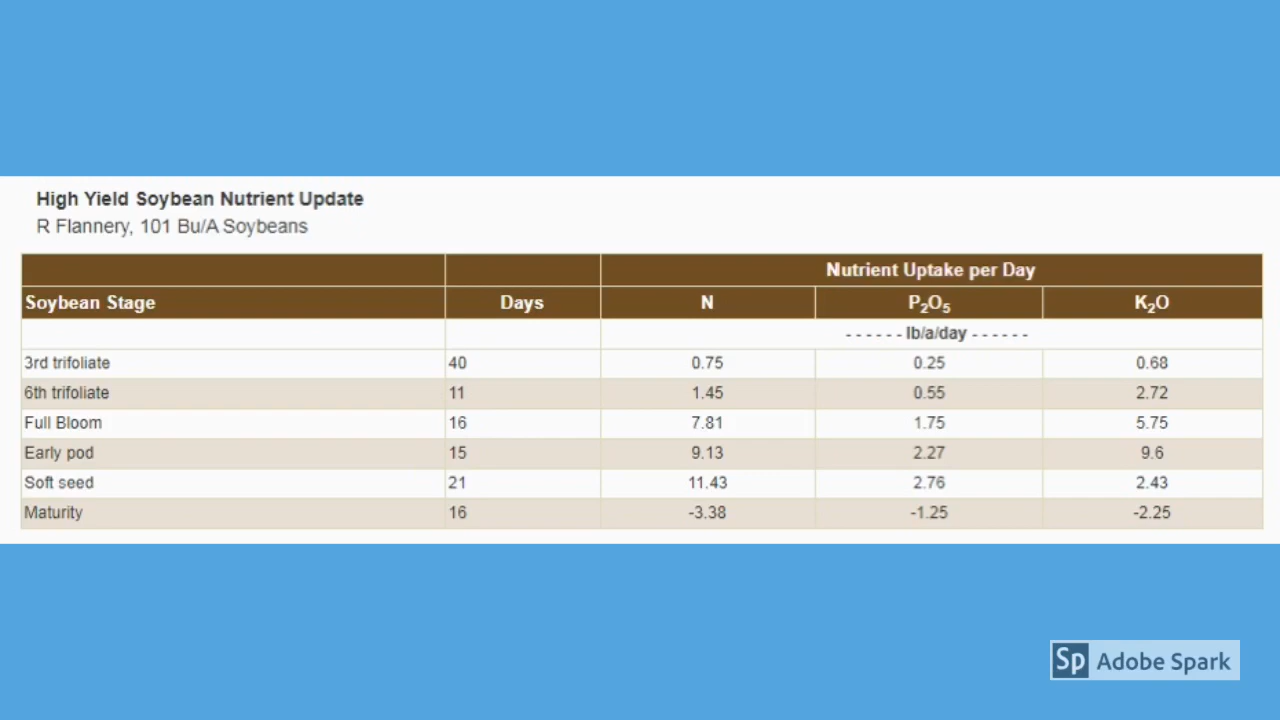 High Yield Soybean Nutrient Update
R Flannery, 101 Bu/A Soybeans
Nutrient Uptake per Day
Soybean Stage Days N P₂O₅ K₂O
- - - - - - lb/a/day - - - - - -
3rd trifoliate 40 0.75 0.25 0.68
6th trifoliate 11 1.45 0.55 2.72
Full Bloom 16 7.81 1.75 5.75
Early pod 15 9.13 2.27 9.6
Soft seed 21 11.43 2.76 2.43
Maturity 16 -3.38 -1.25 -2.25
Sp Adobe Spark